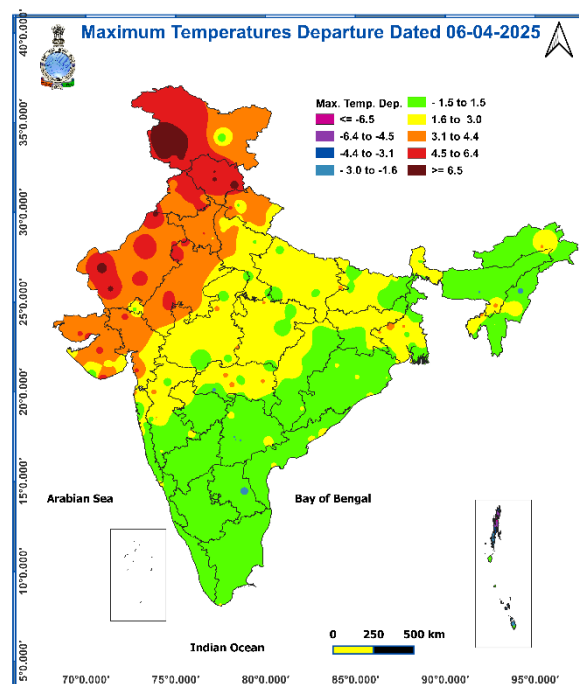 Maximum Temperatures Departure Dated 06-04-2025
Max. Temp. Dep.
<= -6.5
-6.4 to -4.5
-4.4 to -3.1
- 3.0 to -1.6
- 1.5 to 1.5
1.6 to 3.0
3.1 to 4.4
4.5 to 6.4
>= 6.5
40°0.000'
35°0.000'
30°0.000'
25°0.000'
20°0.000'
15°0.000'
10°0.000'
5°0.000'
Arabian Sea
Bay of Bengal
Indian Ocean
0 250 500 km
70°0.000' 75°0.000' 80°0.000' 85°0.000' 90°0.000' 95°0.000'